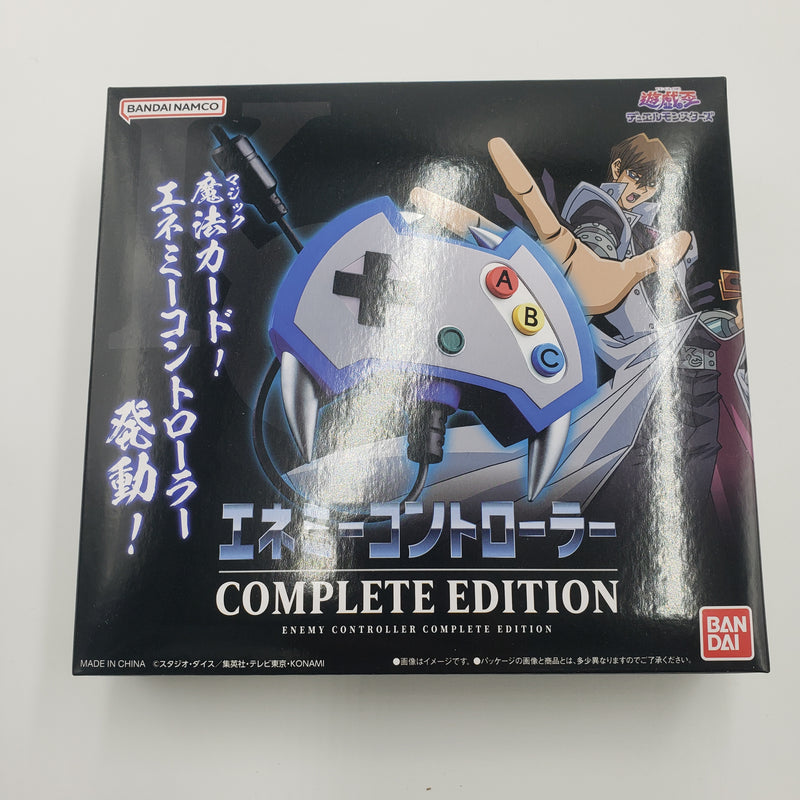 BANDAI NAMCO
遊戯王
デュエルモンスターズ
マジック
魔法カード!
エネミーコントローラー
発動!
A
B
C
エネミーコントローラー
COMPLETE EDITION
ENEMY CONTROLLER COMPLETE EDITION
BAN
DAI
MADE IN CHINA ©スタジオ・ダイス/集英社・テレビ東京・KONAMI
●画像はイメージです。●パッケージの画像と商品とは、多少異なりますのでご了承ください。